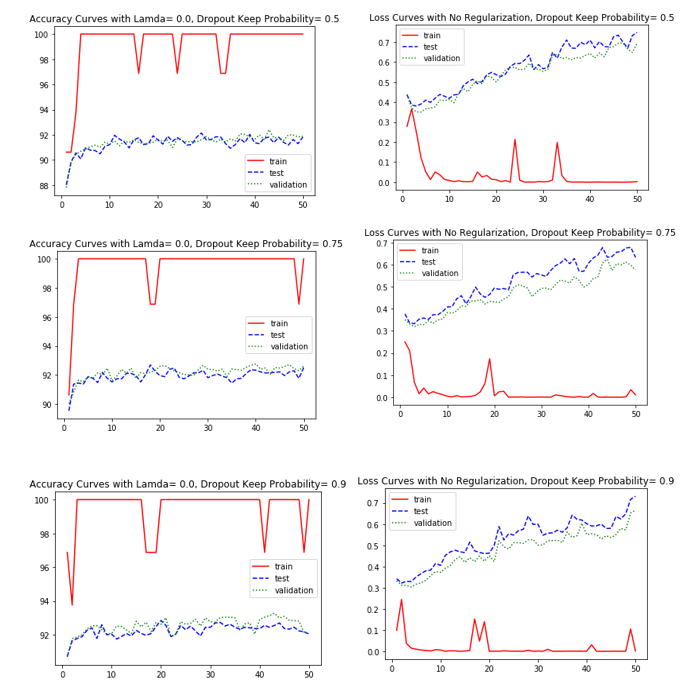 Accuracy Curves with Lamda= 0.0, Dropout Keep Probability= 0.5
100
98
96
94
92
90
88
train
test
validation
0 10 20 30 40 50
Loss Curves with No Regularization, Dropout Keep Probability= 0.5
0.7
0.6
0.5
0.4
0.3
0.2
0.1
0.0
train
test
validation
0 10 20 30 40 50
Accuracy Curves with Lamda= 0.0, Dropout Keep Probability= 0.75
100
98
96
94
92
90
train
test
validation
0 10 20 30 40 50
Loss Curves with No Regularization, Dropout Keep Probability= 0.75
0.7
0.6
0.5
0.4
0.3
0.2
0.1
0.0
train
test
validation
0 10 20 30 40 50
Accuracy Curves with Lamda= 0.0, Dropout Keep Probability= 0.9
100
98
96
94
92
train
test
validation
0 10 20 30 40 50
Loss Curves with No Regularization, Dropout Keep Probability= 0.9
0.7
0.6
0.5
0.4
0.3
0.2
0.1
0.0
train
test
validation
0 10 20 30 40 50